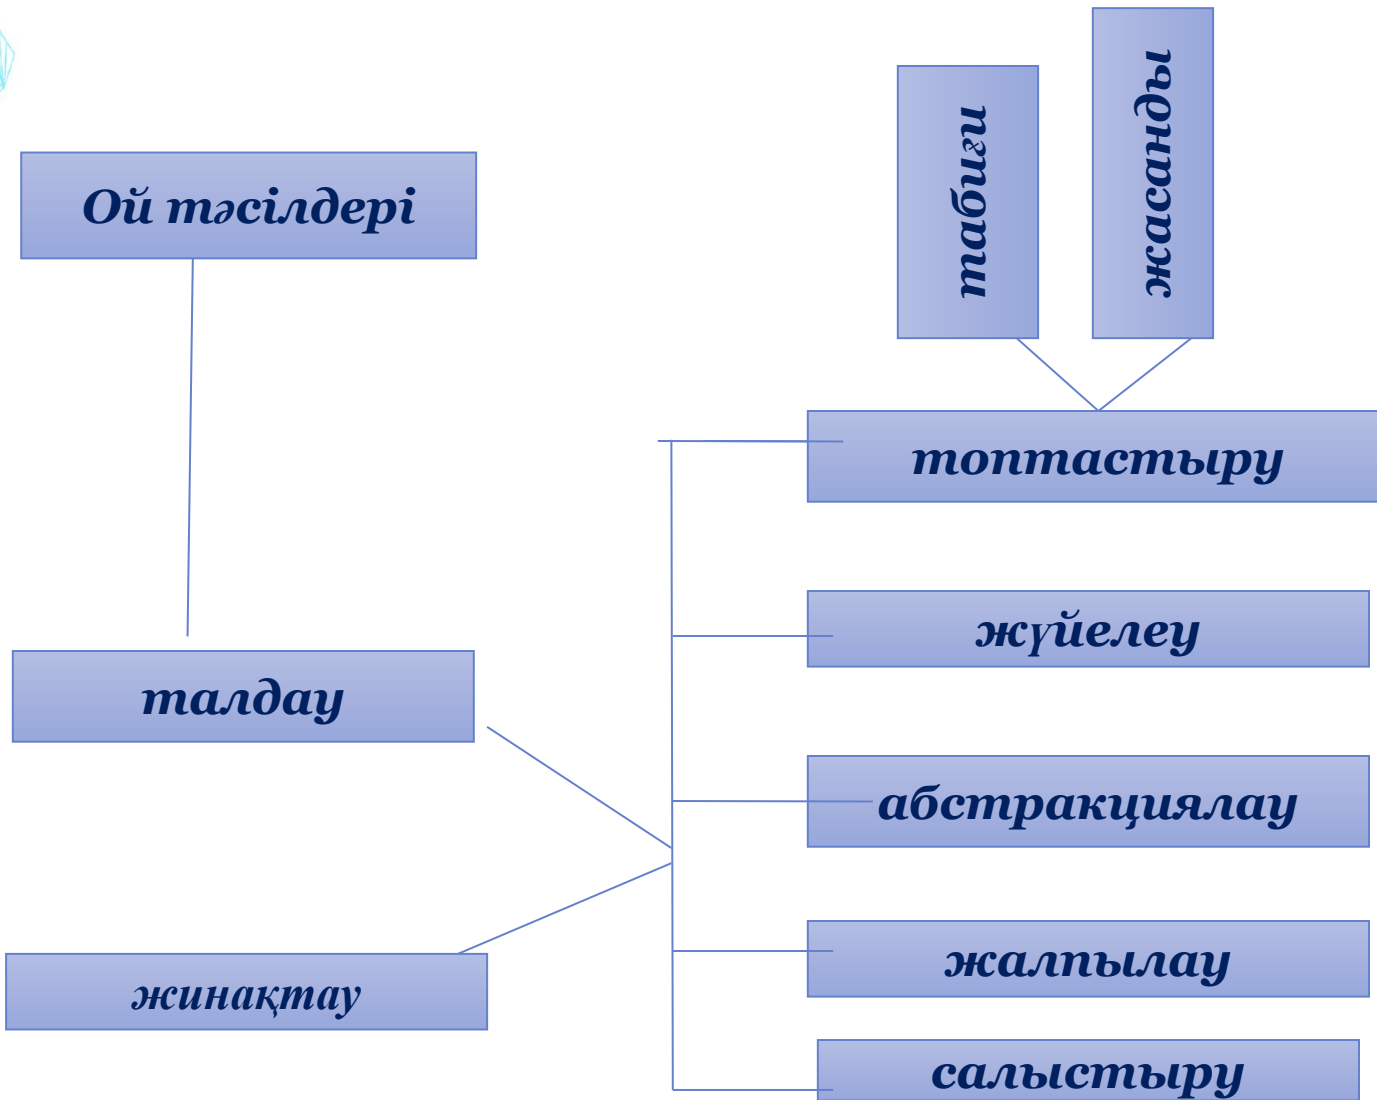 Ой тәсілдері
табиғи
жасанды
топтастыру
жүйелеу
талдау
абстракциялау
жалпылау
жинақтау
салыстыру